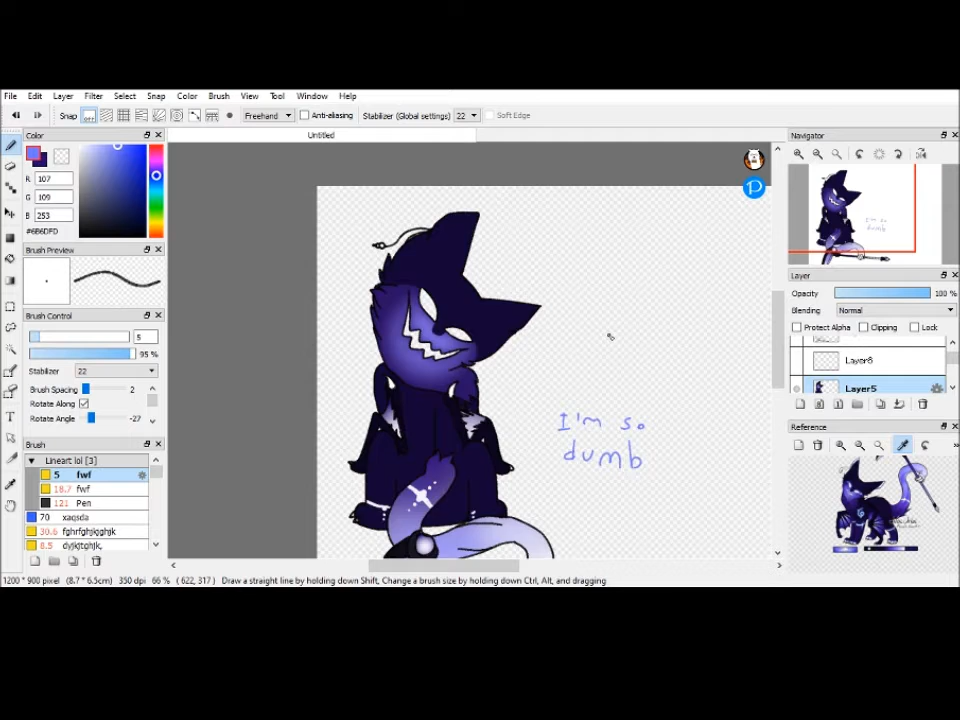 File Edit Layer Filter Select Snap Color Brush View Tool Window Help
Snap OFF Freehand Anti-aliasing Stabilizer (Global settings) 22 Soft Edge
Color
Untitled
Navigator
R 107
G 109
B 253
#6B6DFD
Brush Preview
Brush Control
5
95 %
Stabilizer 22
Brush Spacing 2
Rotate Along
Rotate Angle -27
Brush
Lineart lol [3]
5 fwf
18.7 fwf
121 Pen
70 xaqsda
30.6 fghrfghjkjghjk
8.5 dyjkjtghjk,
I'm so
dumb
I'm so
dumb
Layer
Opacity 100 %
Blending Normal
Protect Alpha Clipping Lock
Layer6
Layer5
Reference
1200 * 900 pixel (8.7 * 6.5cm) 350 dpi 66 % ( 622, 317 ) Draw a straight line by holding down Shift, Change a brush size by holding down Ctrl, Alt, and dragging